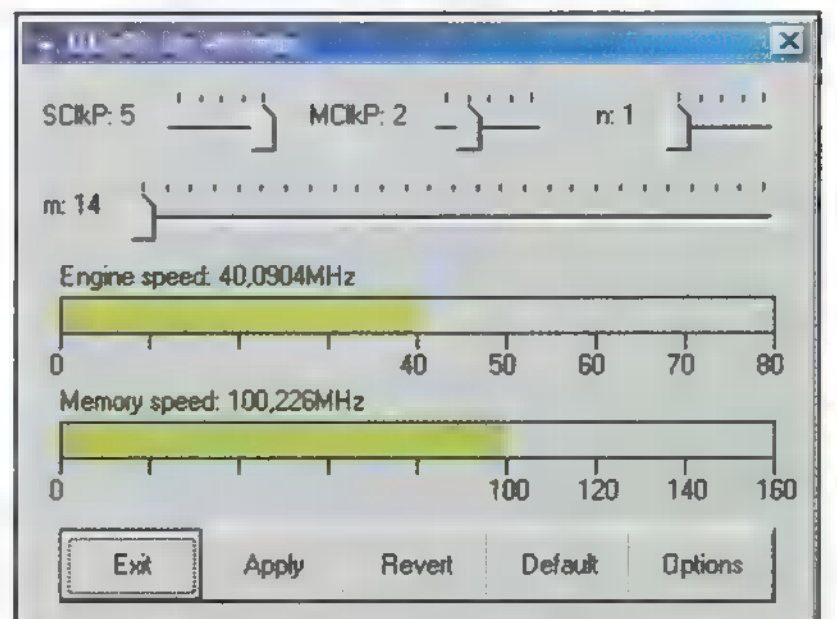 SClkP: 5 MClkP: 2 n: 1
m: 14
Engine speed: 40,0904MHz
0 40 50 60 70 80
Memory speed: 100,226MHz
0 100 120 140 160
Exit Apply Revert Default Options